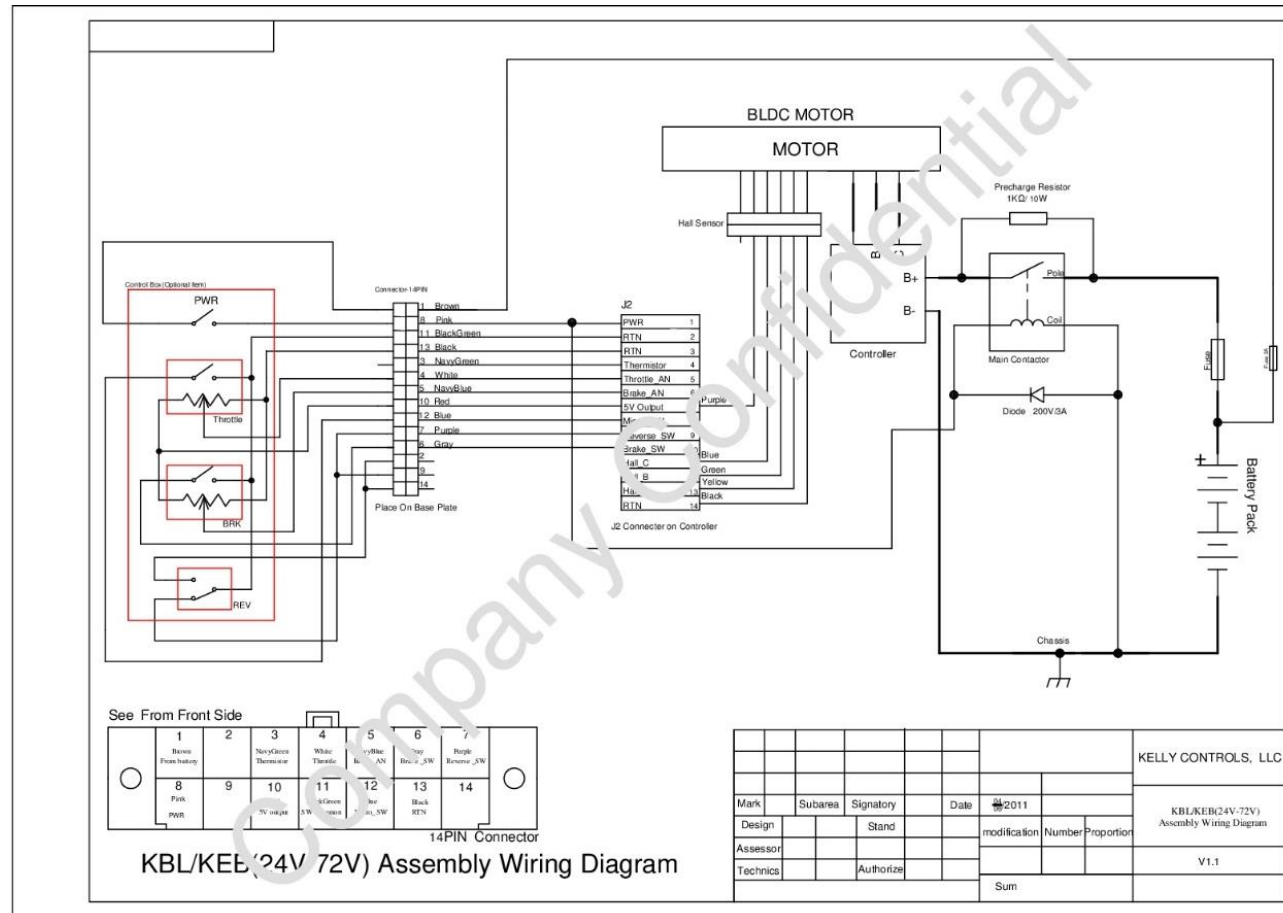 BLDC MOTOR
MOTOR
Hall Sensor
Precharge Resistor
1KΩ/ 10W
B+
B-
Controller
Pole
Coil
Main Contactor
Diode 200V/3A
Fuse
Battery Pack
+
Chassis
Control Box(Optional Item)
PWR
Throttle
BRK
REV
Connector-14PIN
1 Brown
8 Pink
11 BlackGreen
13 Black
3 NavyGreen
4 White
5 NavyBlue
10 Red
12 Blue
7 Purple
6 Gray
2
9
14
Place On Base Plate
J2
PWR 1
RTN 2
RTN 3
Thermistor 4
Throttle_AN 5
Brake_AN 6
5V Output
Purple
Reverse_SW 9
Brake_SW
Hall_C
Blue
Green
Yellow
13
Black
RTN 14
J2 Connecter on Controller
Company Confidential
See From Front Side
1 2 3 4 5 6 7
Brown NavyGreen White
From battery Thermistor Throttle
Purple
Reverse _SW
8 9 10 11 12 13 14
Pink Black
PWR 5V output RTN
14PIN Connector
KBL/KEB(24V-72V) Assembly Wiring Diagram
KELLY CONTROLS, LLC
Mark Subarea Signatory Date
2011
Design Stand
modification Number Proportion
KBL/KEB(24V-72V)
Assembly Wiring Diagram
Assessor
Technics Authorize
V1.1
Sum